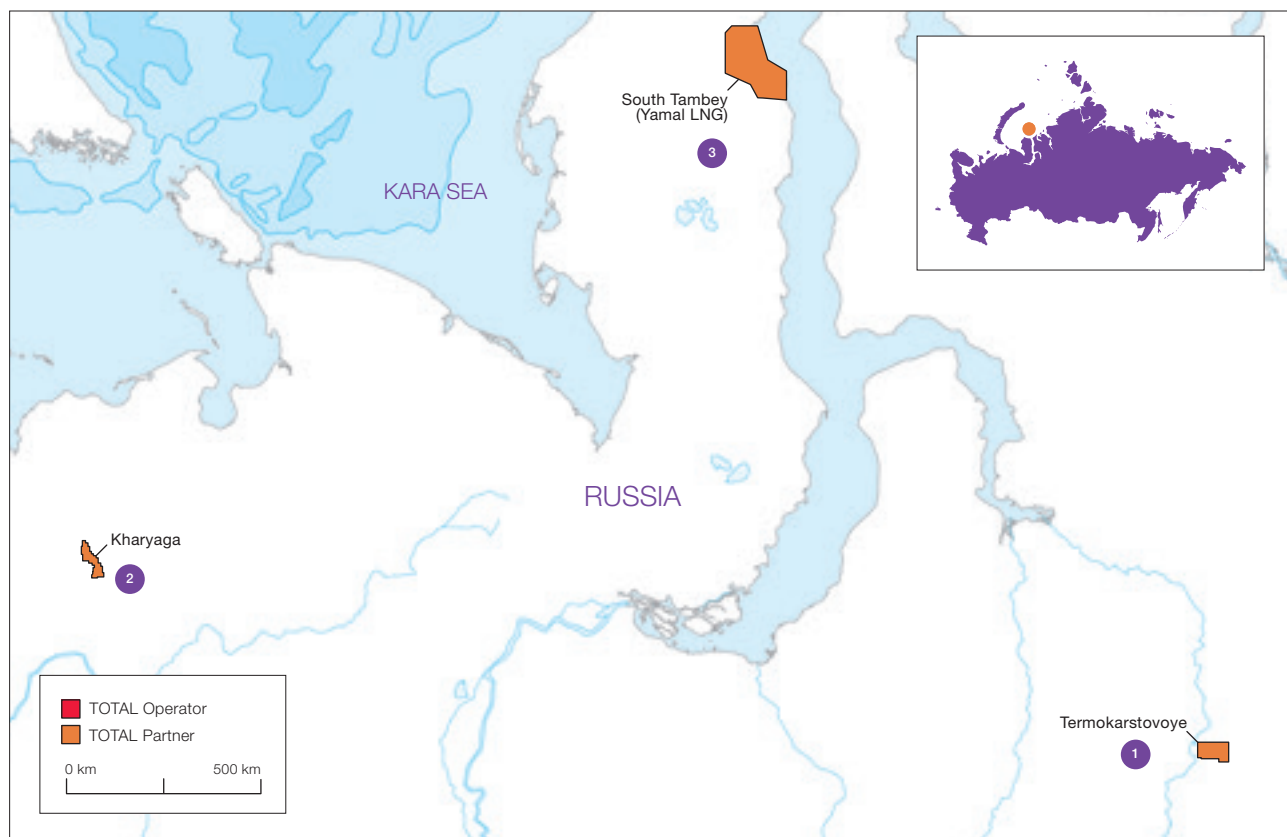 South Tambey
(Yamal LNG)
3
KARA SEA
RUSSIA
Kharyaga
2
TOTAL Operator
TOTAL Partner
0 km 500 km
Termokarstovoye
1